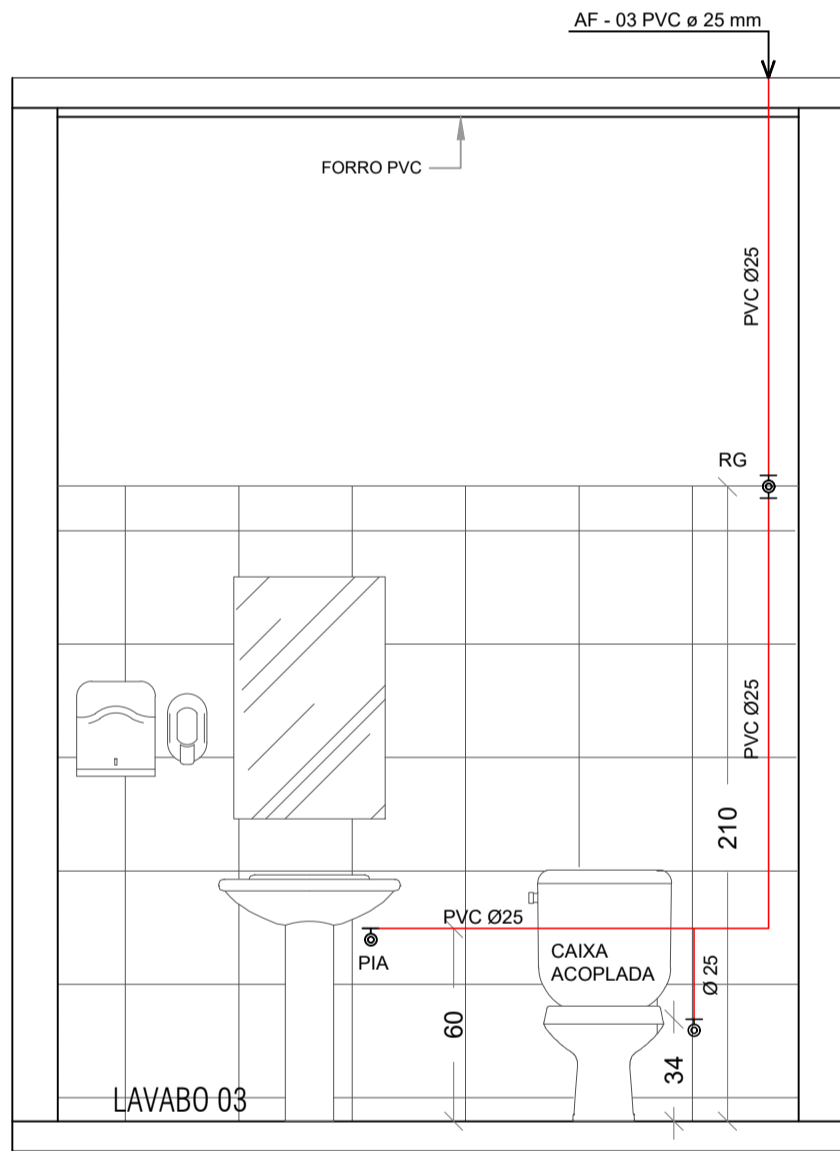 AF - 03 PVC ø 25 mm
FORRO PVC
PVC Ø25
RG
PVC Ø25
210
PVC Ø25
PIA
CAIXA
ACOPLADA
Ø 25
60
34
LAVABO 03